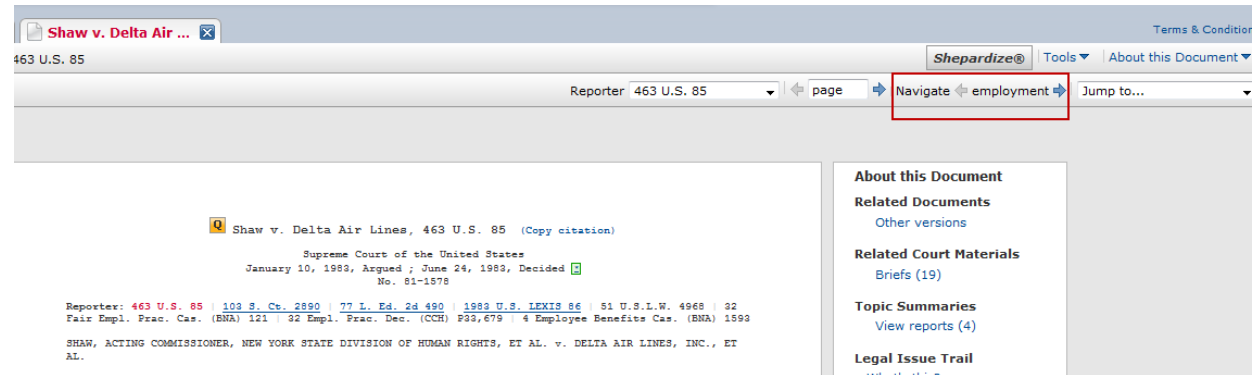 Shaw v. Delta Air ...
Terms & Condition
463 U.S. 85
Shepardize® Tools About this Document
Reporter 463 U.S. 85 page Navigate employment Jump to...
About this Document
Related Documents
Other versions
Related Court Materials
Briefs (19)
Topic Summaries
View reports (4)
Legal Issue Trail
Q Shaw v. Delta Air Lines, 463 U.S. 85 (Copy citation)
Supreme Court of the United States
January 10, 1983, Argued ; June 24, 1983, Decided
No. 81-1578
Reporter: 463 U.S. 85 | 103 S. Ct. 2890 | 77 L. Ed. 2d 490 | 1983 U.S. LEXIS 86 | 51 U.S.L.W. 4968 | 32
Fair Empl. Prac. Cas. (BNA) 121 | 32 Empl. Prac. Dec. (CCH) P33,679 | 4 Employee Benefits Cas. (BNA) 1593
SHAW, ACTING COMMISSIONER, NEW YORK STATE DIVISION OF HUMAN RIGHTS, ET AL. v. DELTA AIR LINES, INC., ET
AL.